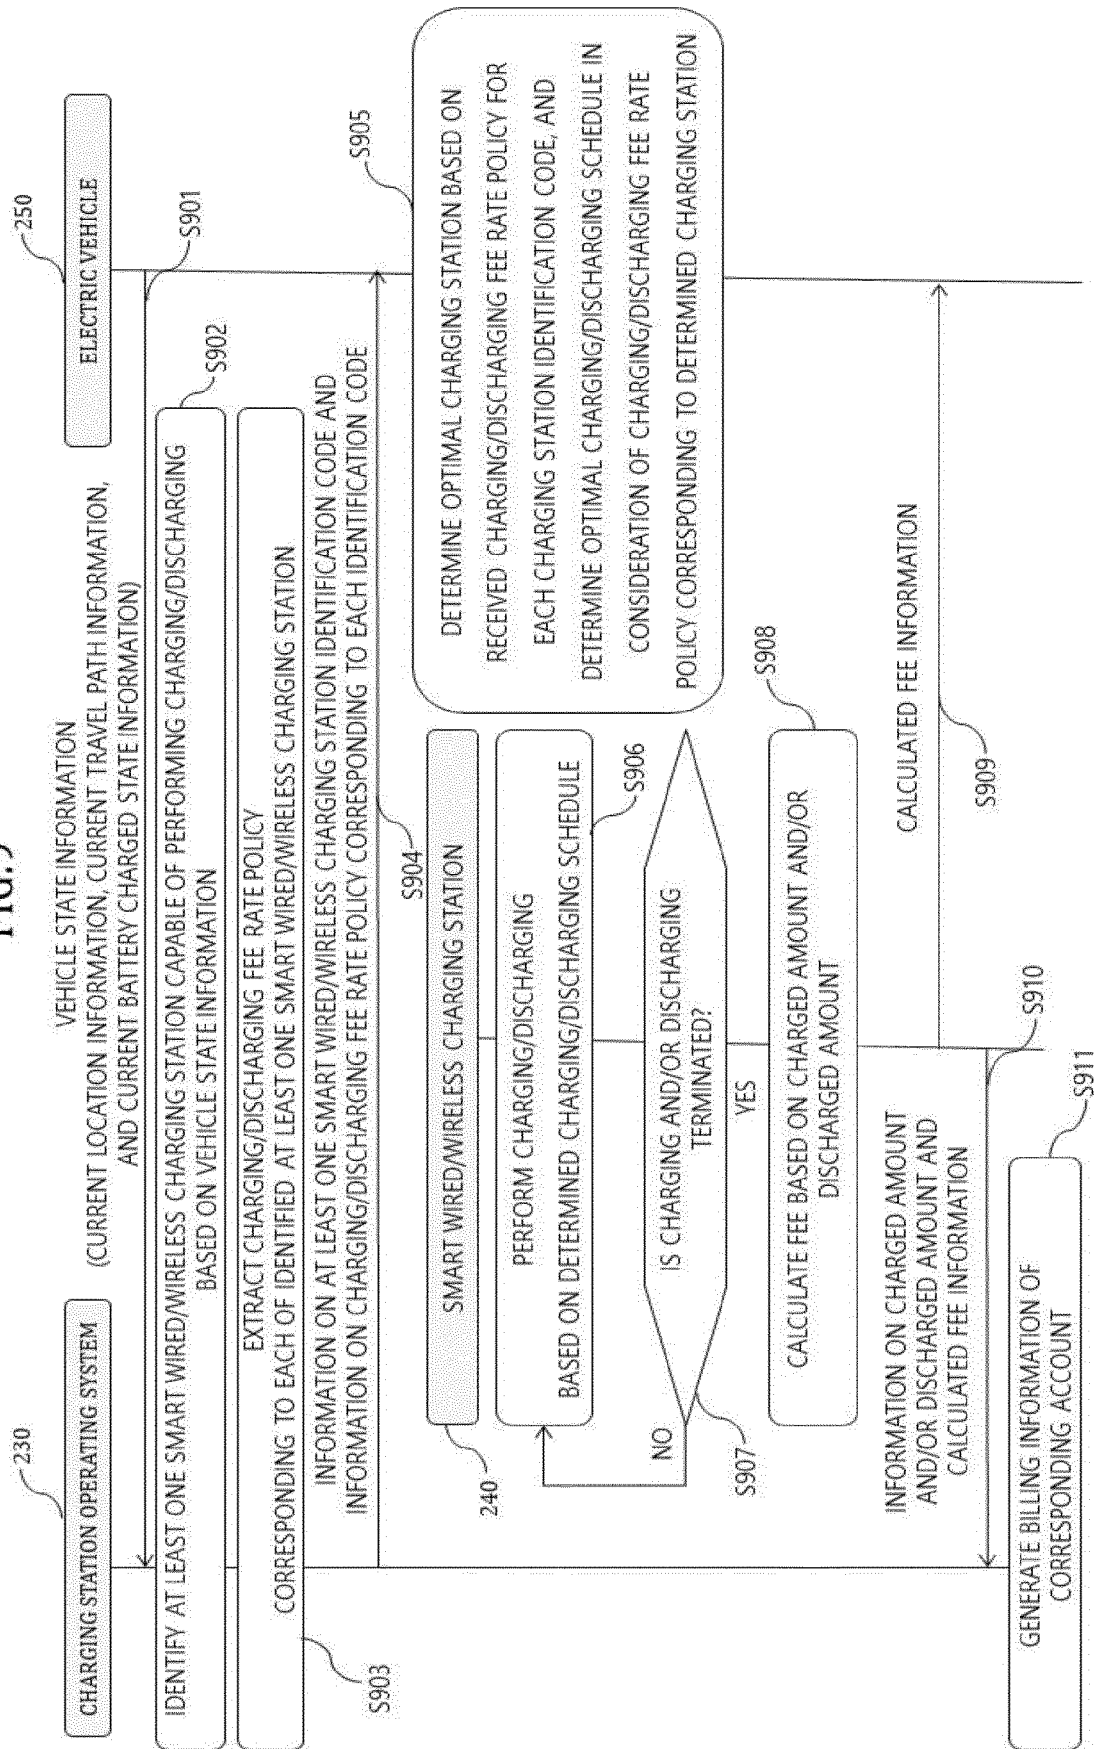 FIG. 9
230
CHARGING STATION OPERATING SYSTEM
VEHICLE STATE INFORMATION
(CURRENT LOCATION INFORMATION, CURRENT TRAVEL PATH INFORMATION,
AND CURRENT BATTERY CHARGED STATE INFORMATION)
250
ELECTRIC VEHICLE
S901
IDENTIFY AT LEAST ONE SMART WIRED/WIRELESS CHARGING STATION CAPABLE OF PERFORMING CHARGING/DISCHARGING
BASED ON VEHICLE STATE INFORMATION
S902
EXTRACT CHARGING/DISCHARGING FEE RATE POLICY
CORRESPONDING TO EACH OF IDENTIFIED AT LEAST ONE SMART WIRED/WIRELESS CHARGING STATION
S903
INFORMATION ON AT LEAST ONE SMART WIRED/WIRELESS CHARGING STATION IDENTIFICATION CODE AND
INFORMATION ON CHARGING/DISCHARGING FEE RATE POLICY CORRESPONDING TO EACH IDENTIFICATION CODE
S904
S905
DETERMINE OPTIMAL CHARGING STATION BASED ON
RECEIVED CHARGING/DISCHARGING FEE RATE POLICY FOR
EACH CHARGING STATION IDENTIFICATION CODE, AND
DETERMINE OPTIMAL CHARGING/DISCHARGING SCHEDULE IN
CONSIDERATION OF CHARGING/DISCHARGING FEE RATE
POLICY CORRESPONDING TO DETERMINED CHARGING STATION
240
SMART WIRED/WIRELESS CHARGING STATION
PERFORM CHARGING/DISCHARGING
BASED ON DETERMINED CHARGING/DISCHARGING SCHEDULE
S906
NO
IS CHARGING AND/OR DISCHARGING
TERMINATED?
S907
YES
S908
CALCULATE FEE BASED ON CHARGED AMOUNT AND/OR
DISCHARGED AMOUNT
CALCULATED FEE INFORMATION
S909
INFORMATION ON CHARGED AMOUNT
AND/OR DISCHARGED AMOUNT AND
CALCULATED FEE INFORMATION
S910
GENERATE BILLING INFORMATION OF
CORRESPONDING ACCOUNT
S911